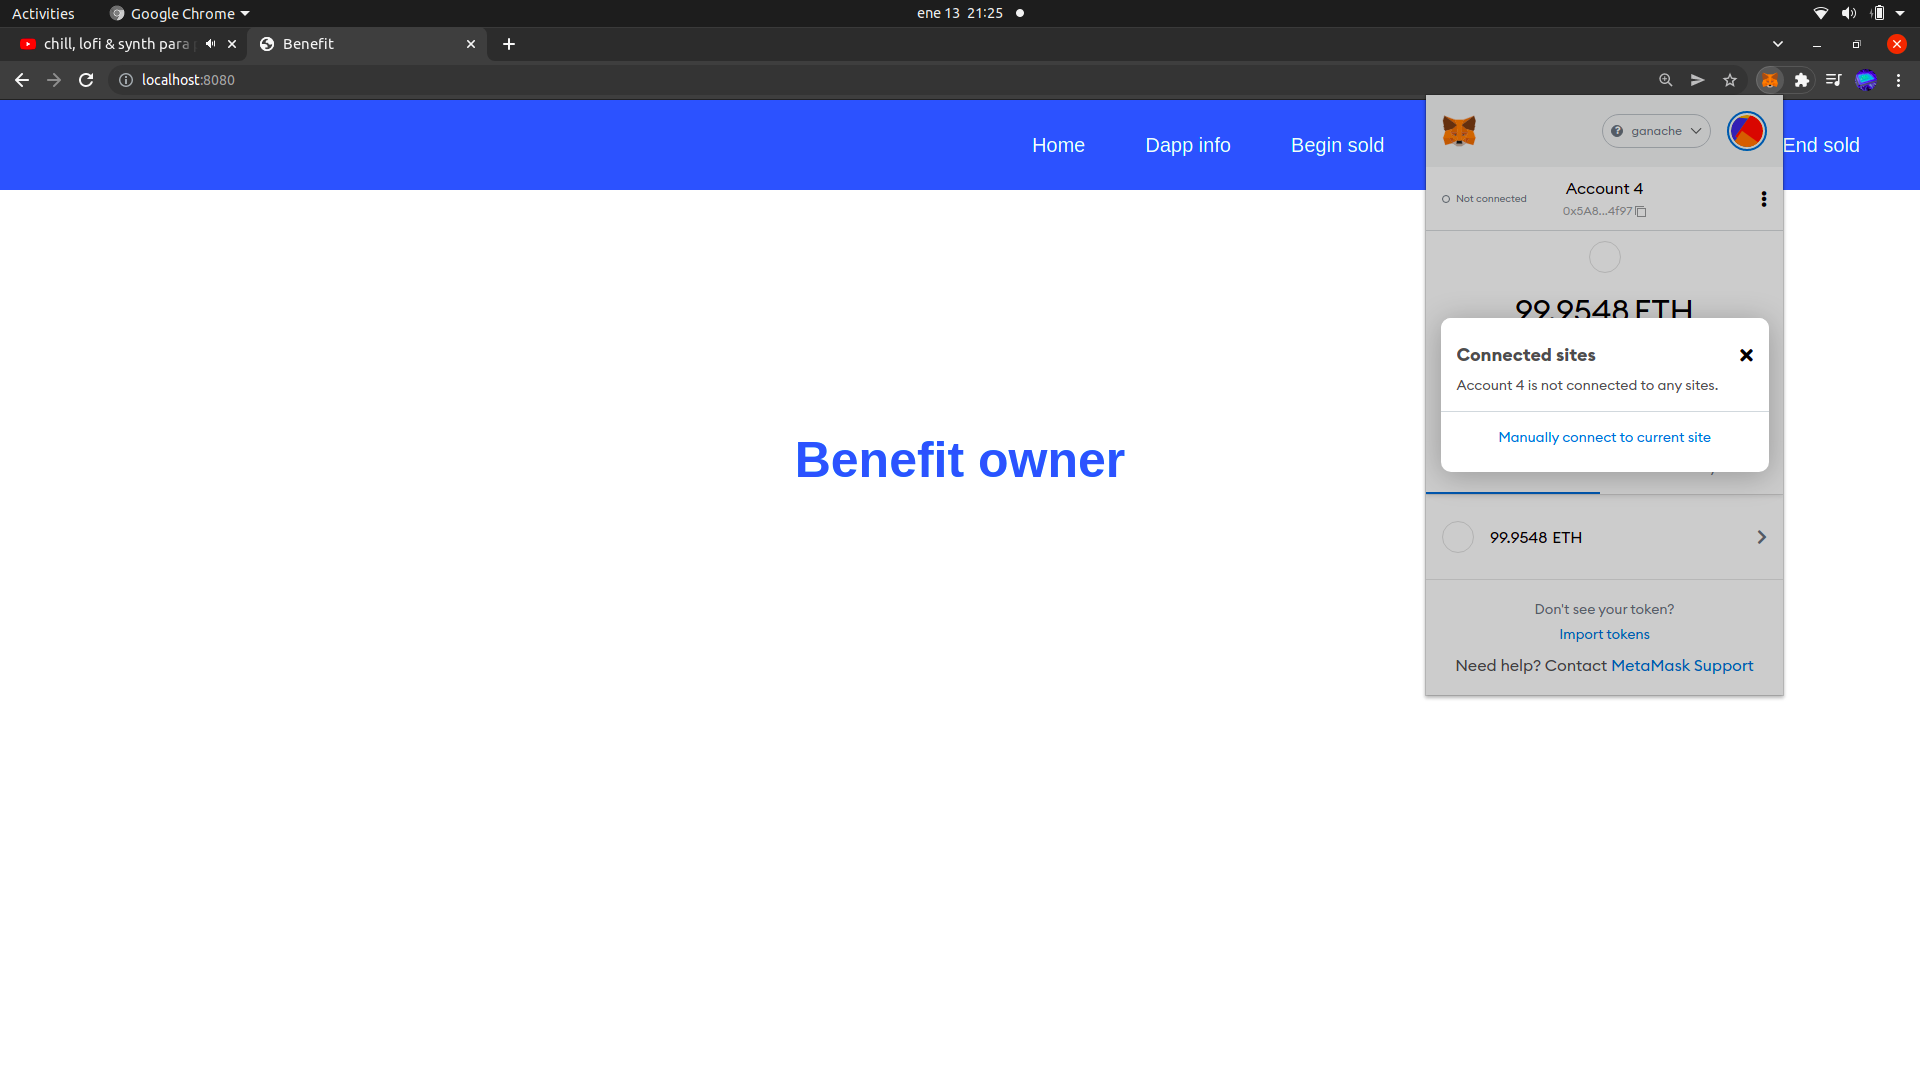 Activities
Google Chrome
ene 13 21:25
chill, lofi & synth para
Benefit
localhost:8080
Home
Dapp info
Begin sold
End sold
ganache
Not connected
Account 4
0x5A8...4f97
99.9548 ETH
Connected sites
Account 4 is not connected to any sites.
Manually connect to current site
99.9548 ETH
Don't see your token?
Import tokens
Need help? Contact MetaMask Support
Benefit owner